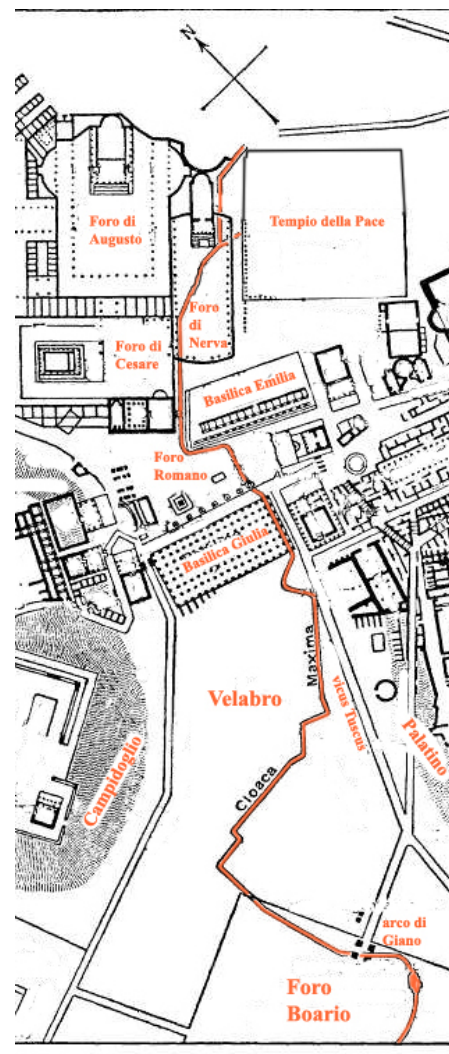 N
Foro di
Augusto
Tempio della Pace
Foro
di
Nerva
Foro di
Cesare
Basilica Emilia
Foro
Romano
Basilica Giulia
Maxima
vicus Tuscus
Velabro
Palatino
Campidoglio
Cloaca
arco di
Giano
Foro
Boario